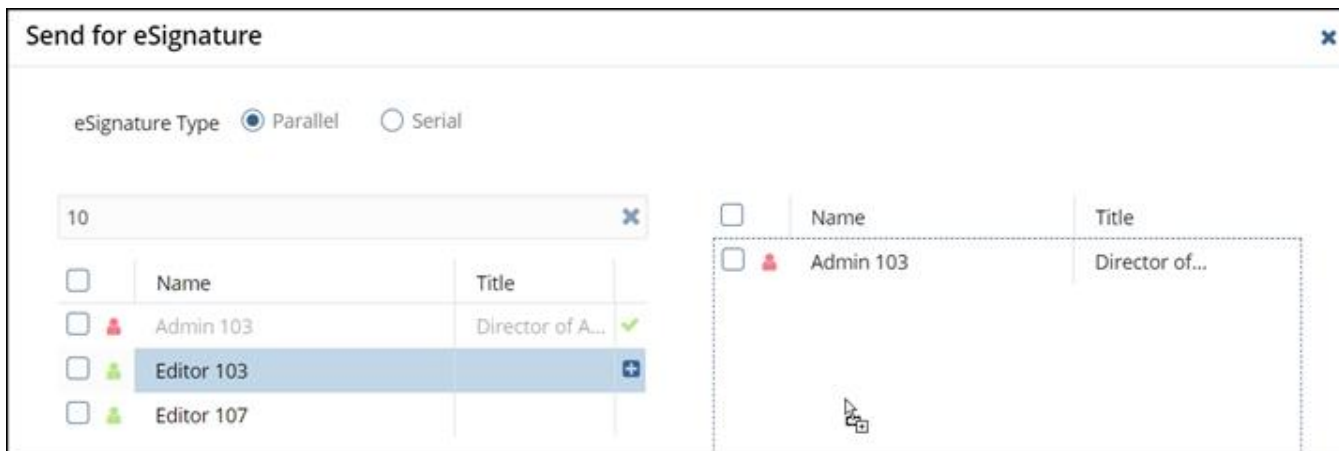 Send for eSignature
eSignature Type Parallel Serial
10
Name Title
Admin 103 Director of A...
Editor 103
Editor 107
Name Title
Admin 103 Director of...